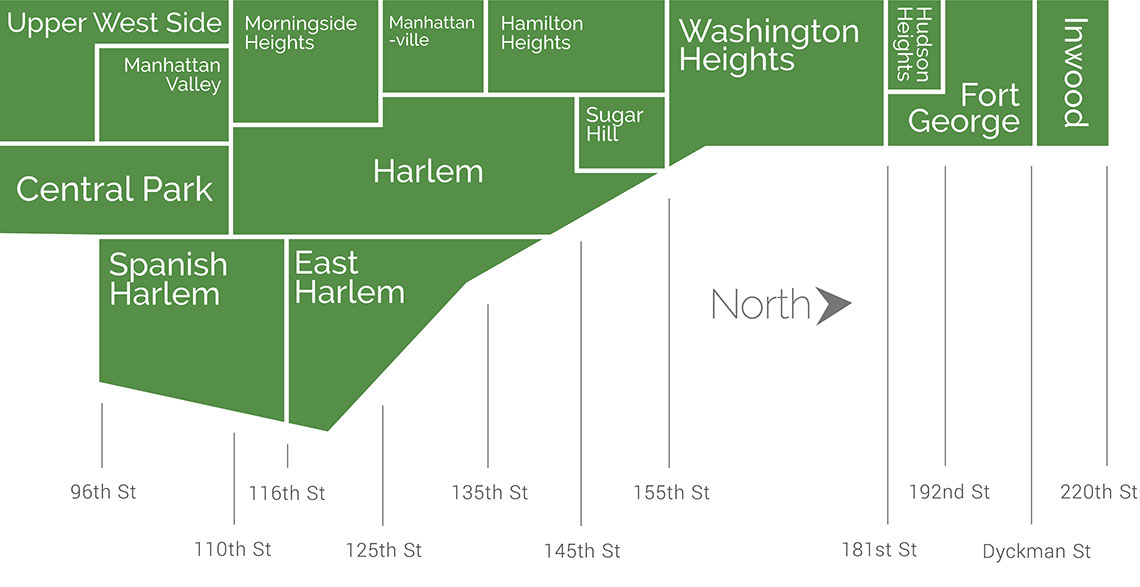 Upper West Side
Manhattan
Valley
Morningside
Heights
Manhattan
-ville
Hamilton
Heights
Washington
Heights
Hudson
Heights
Fort
George
Inwood
Sugar
Hill
Central Park
Harlem
Spanish
Harlem
East
Harlem
North
96th St
116th St
135th St
155th St
192nd St
220th St
110th St
125th St
145th St
181st St
Dyckman St